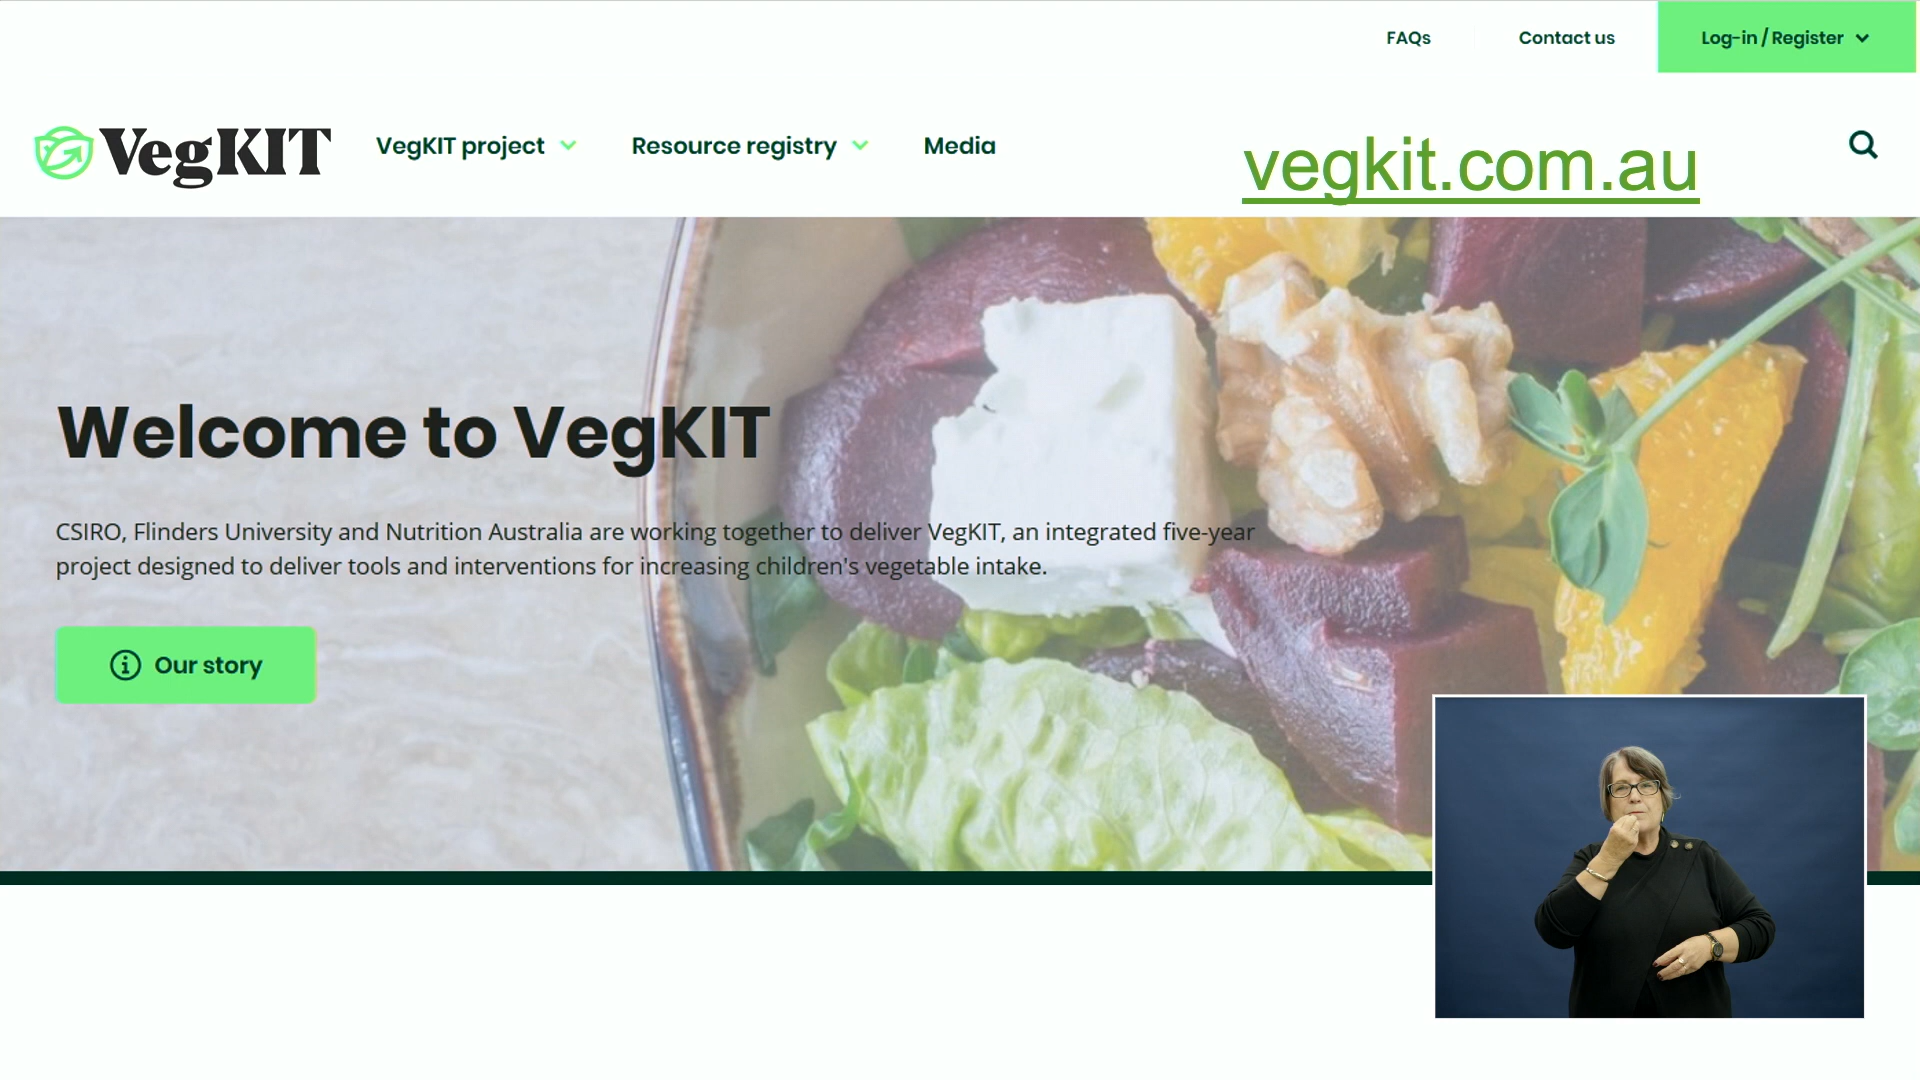 FAQs
Contact us
Log-in / Register
VegKIT
VegKIT project
Resource registry
Media
vegkit.com.au
Welcome to VegKIT
CSIRO, Flinders University and Nutrition Australia are working together to deliver VegKIT, an integrated five-year
project designed to deliver tools and interventions for increasing children's vegetable intake.
Our story